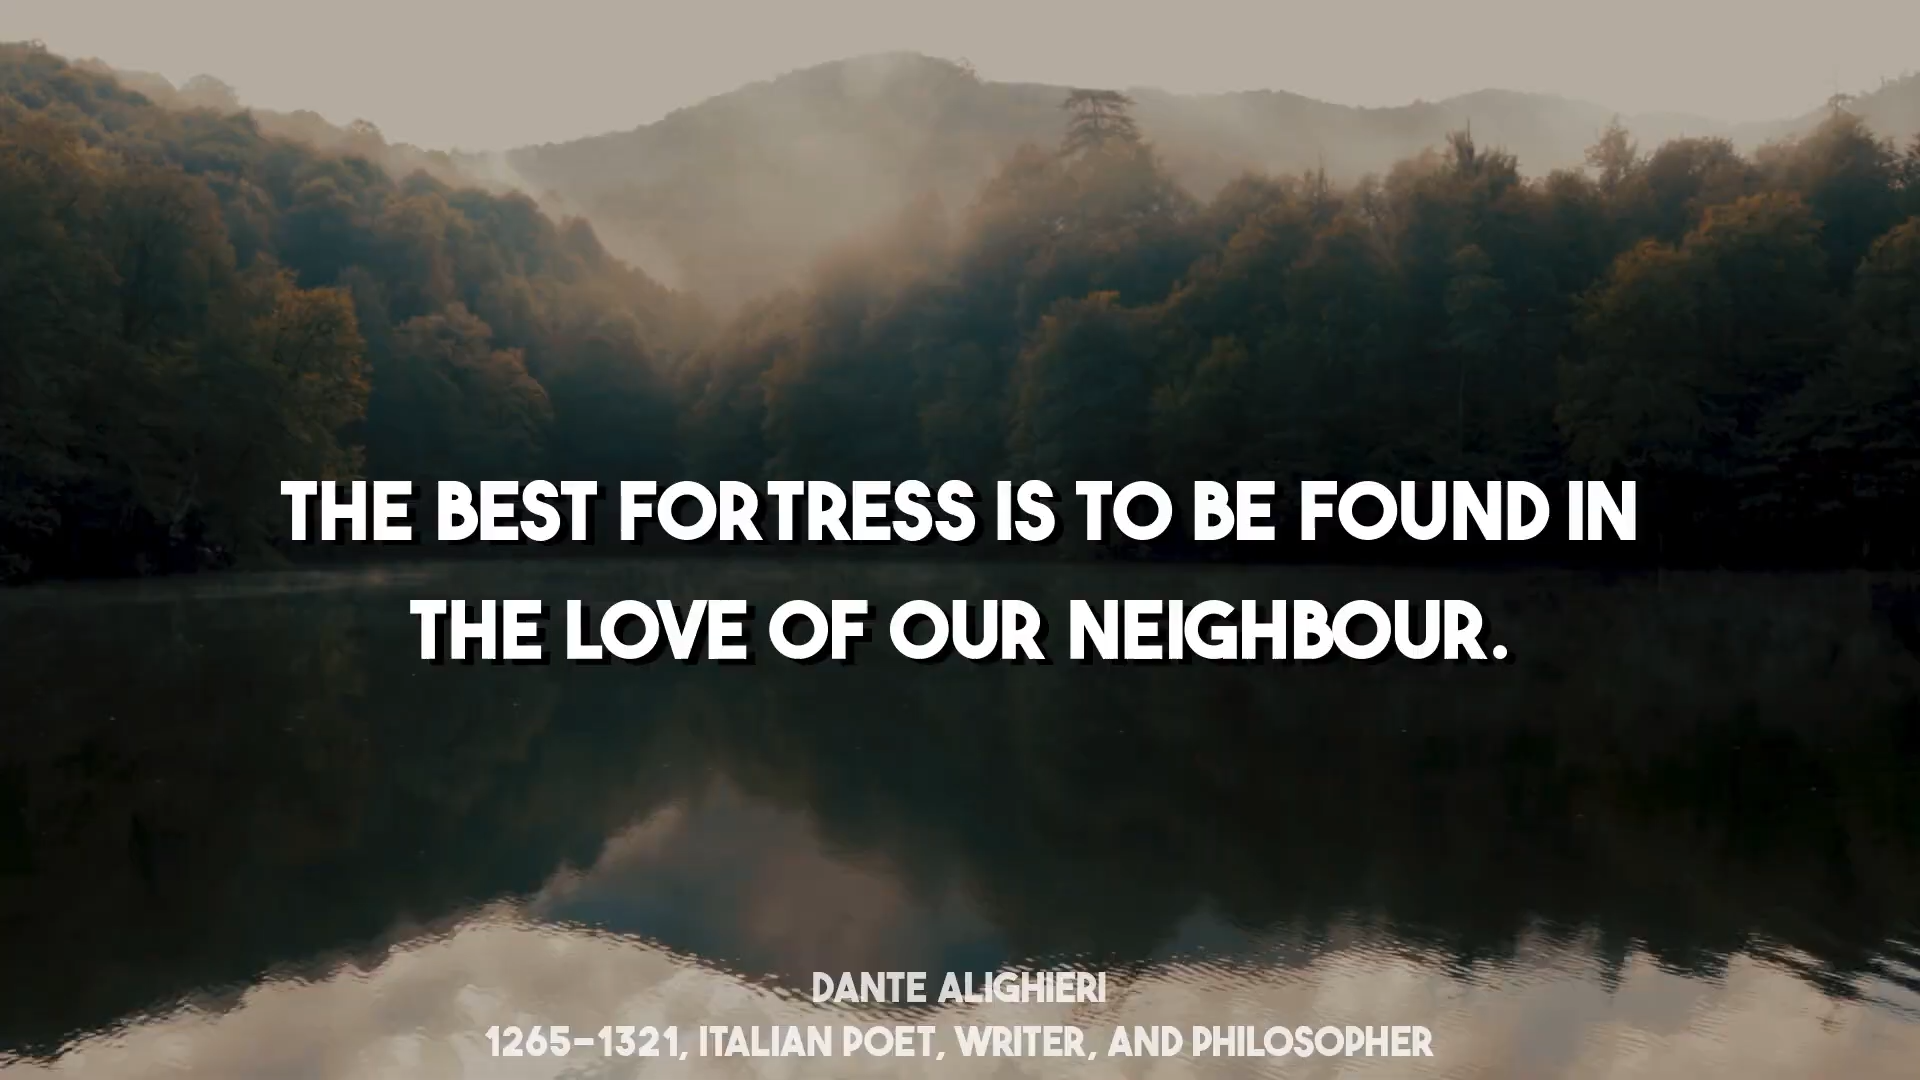 THE BEST FORTRESS IS TO BE FOUND IN
THE LOVE OF OUR NEIGHBOUR.
DANTE ALIGHIERI
1265–1321, ITALIAN POET, WRITER, AND PHILOSOPHER